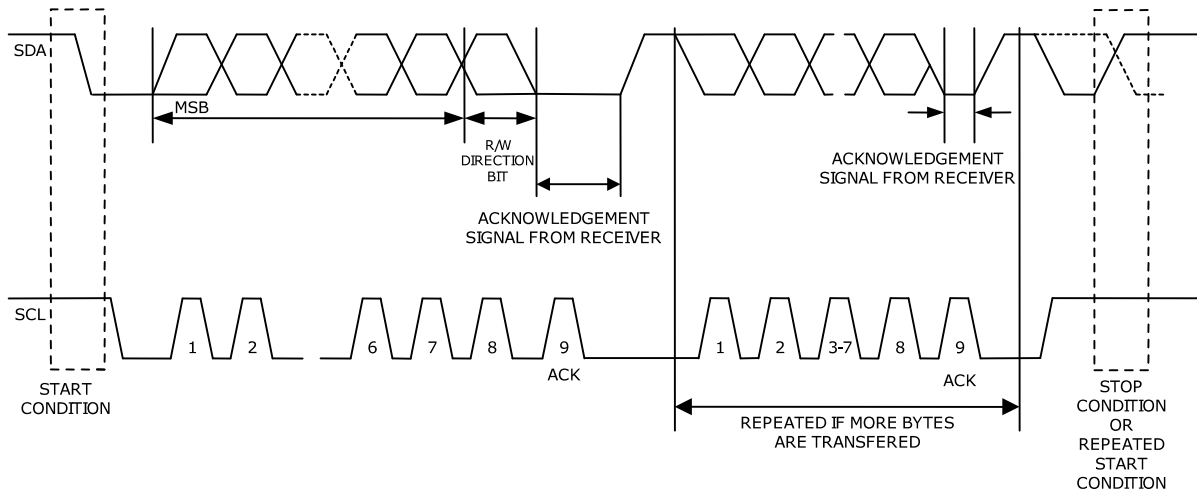 SDA
MSB
R/W
DIRECTION
BIT
ACKNOWLEDGEMENT
SIGNAL FROM RECEIVER
ACKNOWLEDGEMENT
SIGNAL FROM RECEIVER
SCL
1
2
6
7
8
9
ACK
1
2
3-7
8
9
ACK
START
CONDITION
REPEATED IF MORE BYTES
ARE TRANSFERED
STOP
CONDITION
OR
REPEATED
START
CONDITION